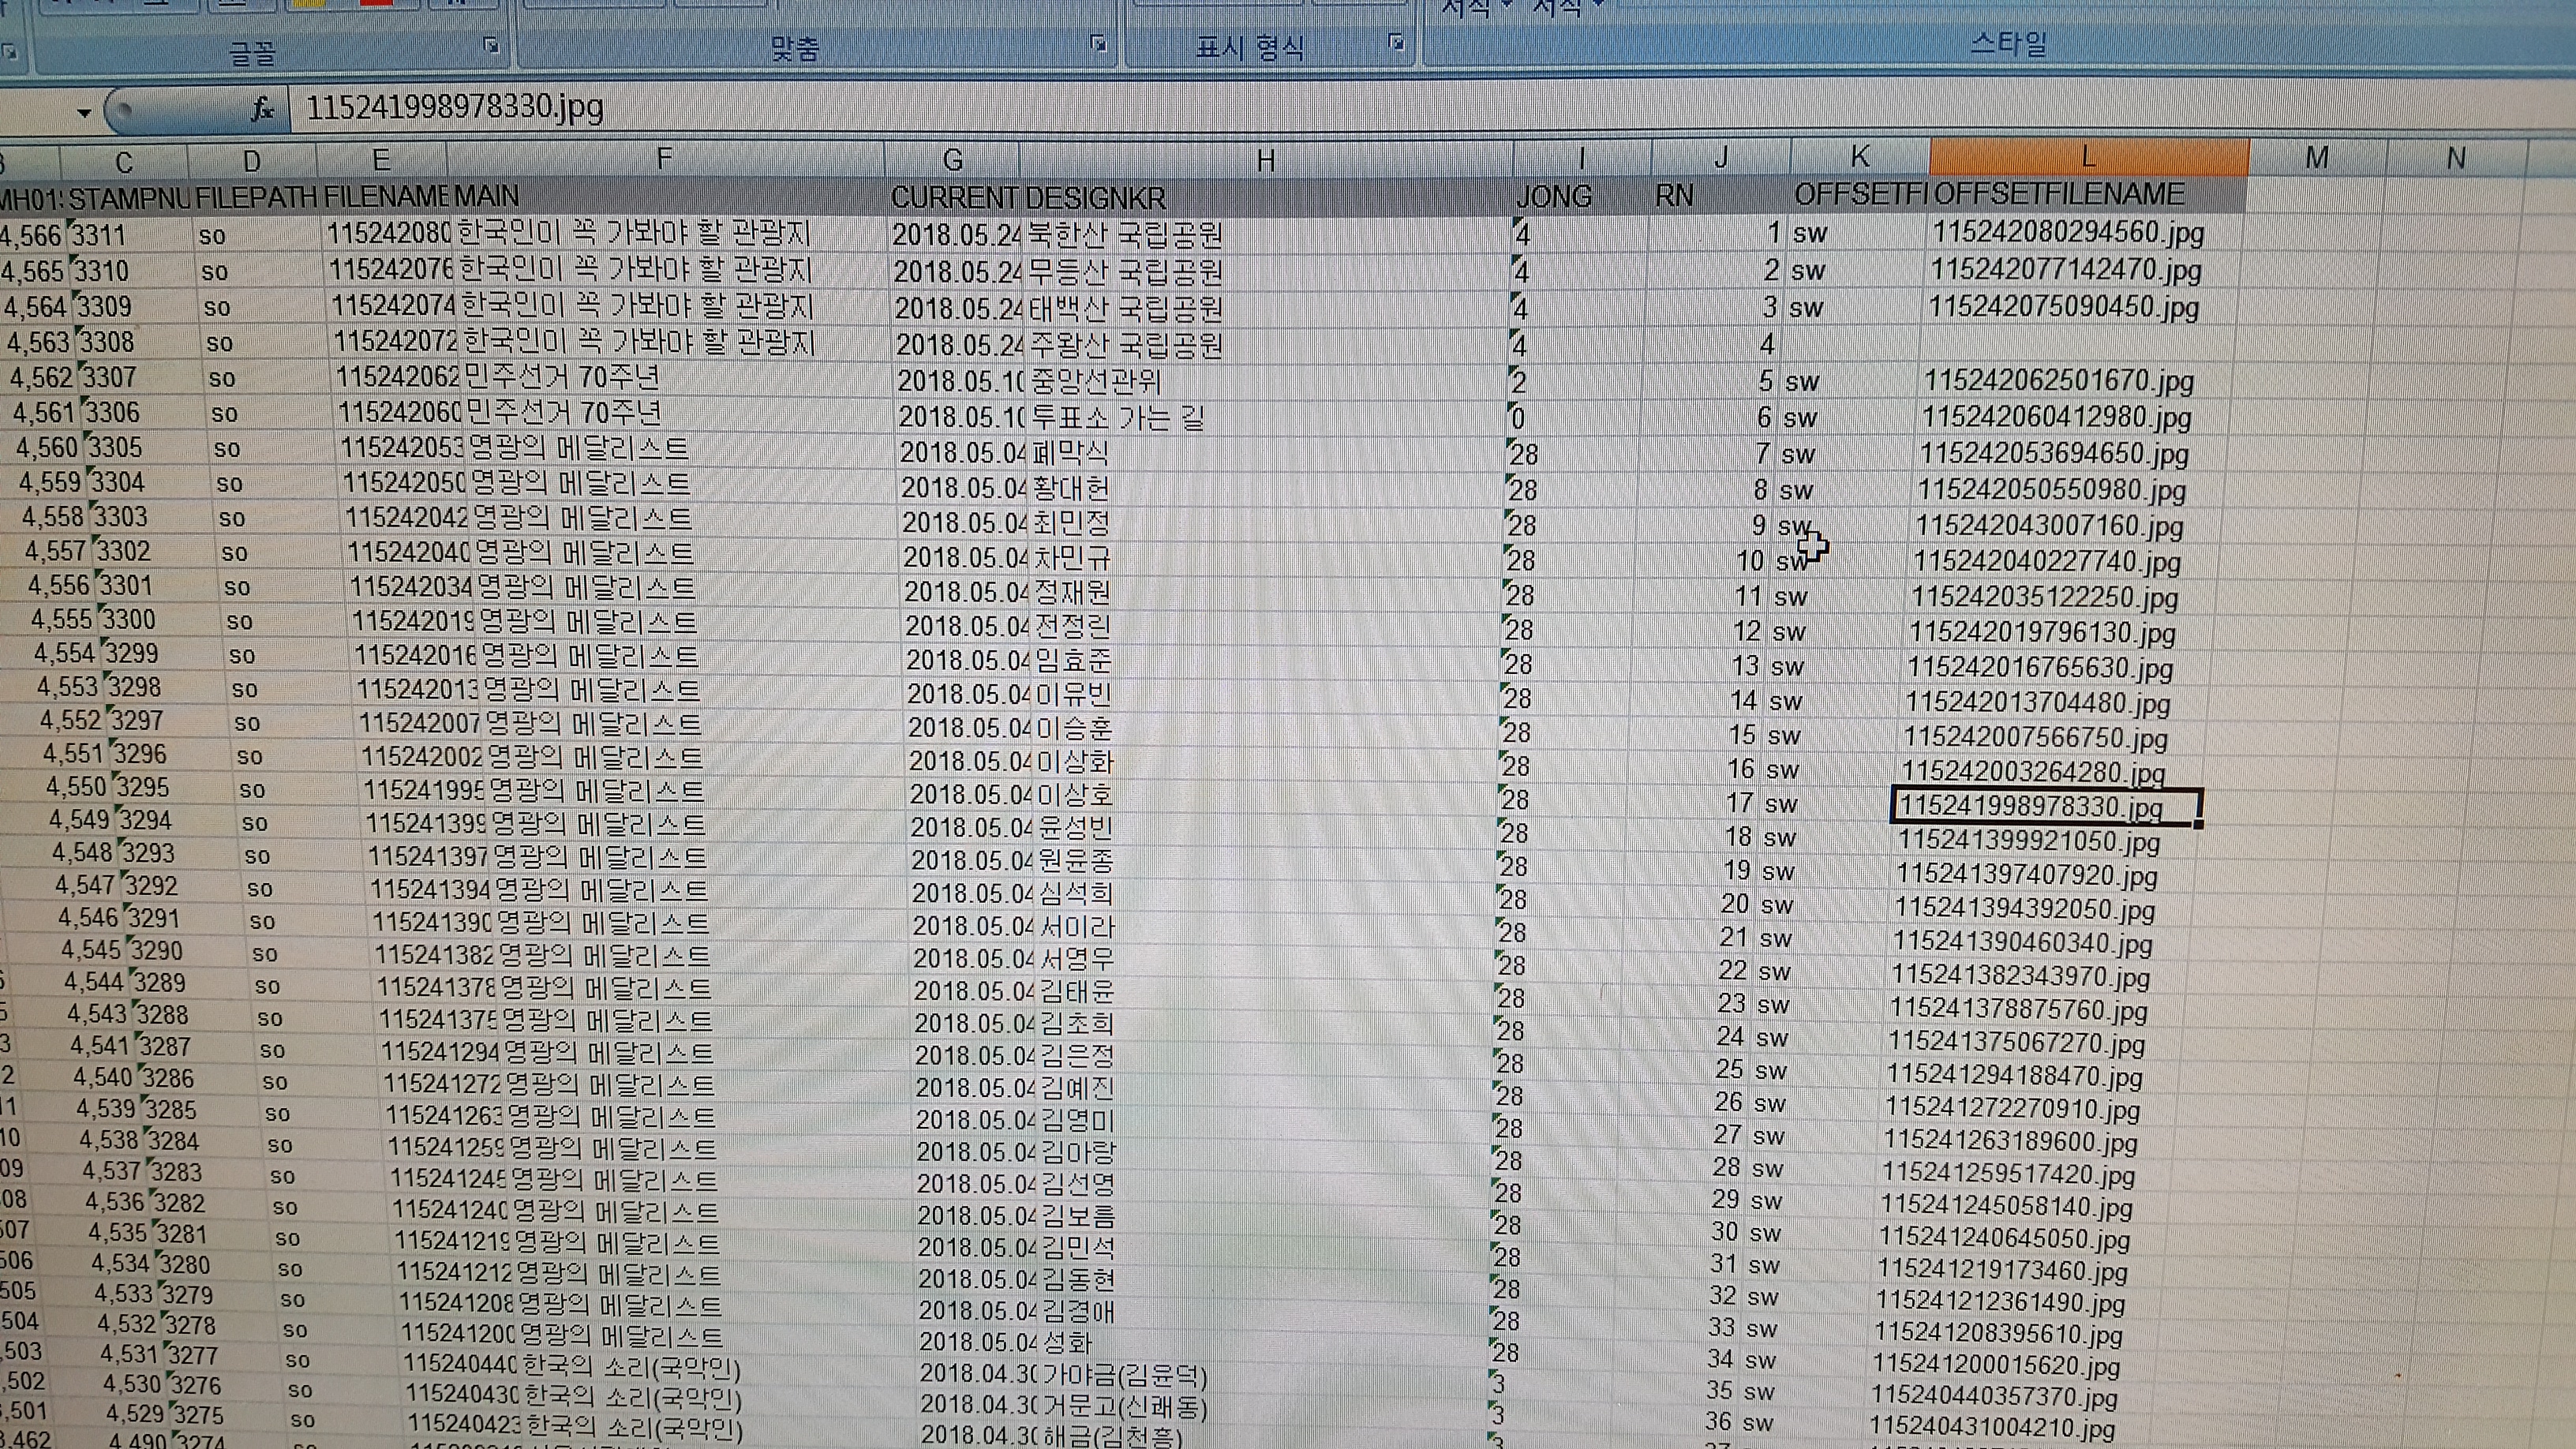 서식 서식
글꼴 맞춤 표시 형식 스타일
fx 115241998978330.jpg
C D E F G H I J K L M N
STAMPNU FILEPATH FILENAME MAIN CURRENT DESIGNKR JONG RN OFFSETFI OFFSETFILENAME
4,566 3311 so 115242080 한국인이 꼭 가봐야 할 관광지 2018.05.24 북한산 국립공원 4 1 sw 115242080294560.jpg
4,565 3310 so 115242076 한국인이 꼭 가봐야 할 관광지 2018.05.24 무등산 국립공원 4 2 sw 115242077142470.jpg
4,564 3309 so 115242074 한국인이 꼭 가봐야 할 관광지 2018.05.24 태백산 국립공원 4 3 sw 115242075090450.jpg
4,563 3308 so 115242072 한국인이 꼭 가봐야 할 관광지 2018.05.24 주왕산 국립공원 4 4
4,562 3307 so 115242062 민주선거 70주년 2018.05.10 중앙선관위 2 5 sw 115242062501670.jpg
4,561 3306 so 115242060 민주선거 70주년 2018.05.10 투표소 가는 길 0 6 sw 115242060412980.jpg
4,560 3305 so 115242053 영광의 메달리스트 2018.05.04 폐막식 28 7 sw 115242053694650.jpg
4,559 3304 so 115242050 영광의 메달리스트 2018.05.04 황대헌 28 8 sw 115242050550980.jpg
4,558 3303 so 115242042 영광의 메달리스트 2018.05.04 최민정 28 9 sw 115242043007160.jpg
4,557 3302 so 115242040 영광의 메달리스트 2018.05.04 차민규 28 10 sw 115242040227740.jpg
4,556 3301 so 115242034 영광의 메달리스트 2018.05.04 정재원 28 11 sw 115242035122250.jpg
4,555 3300 so 115242019 영광의 메달리스트 2018.05.04 전정린 28 12 sw 115242019796130.jpg
4,554 3299 so 115242016 영광의 메달리스트 2018.05.04 임효준 28 13 sw 115242016765630.jpg
4,553 3298 so 115242013 영광의 메달리스트 2018.05.04 이유빈 28 14 sw 115242013704480.jpg
4,552 3297 so 115242007 영광의 메달리스트 2018.05.04 이승훈 28 15 sw 115242007566750.jpg
4,551 3296 so 115242002 영광의 메달리스트 2018.05.04 이상화 28 16 sw 115242003264280.jpg
4,550 3295 so 115241995 영광의 메달리스트 2018.05.04 이상호 28 17 sw 115241998978330.jpg
4,549 3294 so 115241399 영광의 메달리스트 2018.05.04 윤성빈 28 18 sw 115241399921050.jpg
4,548 3293 so 115241397 영광의 메달리스트 2018.05.04 원윤종 28 19 sw 115241397407920.jpg
4,547 3292 so 115241394 영광의 메달리스트 2018.05.04 심석희 28 20 sw 115241394392050.jpg
4,546 3291 so 115241390 영광의 메달리스트 2018.05.04 서이라 28 21 sw 115241390460340.jpg
4,545 3290 so 115241382 영광의 메달리스트 2018.05.04 서영우 28 22 sw 115241382343970.jpg
4,544 3289 so 115241378 영광의 메달리스트 2018.05.04 김태윤 28 23 sw 115241378875760.jpg
4,543 3288 so 115241375 영광의 메달리스트 2018.05.04 김초희 28 24 sw 115241375067270.jpg
4,541 3287 so 115241294 영광의 메달리스트 2018.05.04 김은정 28 25 sw 115241294188470.jpg
4,540 3286 so 115241272 영광의 메달리스트 2018.05.04 김예진 28 26 sw 115241272270910.jpg
4,539 3285 so 115241263 영광의 메달리스트 2018.05.04 김영미 28 27 sw 115241263189600.jpg
4,538 3284 so 115241259 영광의 메달리스트 2018.05.04 김아랑 28 28 sw 115241259517420.jpg
4,537 3283 so 115241245 영광의 메달리스트 2018.05.04 김선영 28 29 sw 115241245058140.jpg
4,536 3282 so 115241240 영광의 메달리스트 2018.05.04 김보름 28 30 sw 115241240645050.jpg
4,535 3281 so 115241219 영광의 메달리스트 2018.05.04 김민석 28 31 sw 115241219173460.jpg
4,534 3280 so 115241212 영광의 메달리스트 2018.05.04 김동현 28 32 sw 115241212361490.jpg
4,533 3279 so 115241208 영광의 메달리스트 2018.05.04 김경애 28 33 sw 115241208395610.jpg
4,532 3278 so 115241200 영광의 메달리스트 2018.05.04 성화 28 34 sw 115241200015620.jpg
4,531 3277 so 115240440 한국의 소리(국악인) 2018.04.30 가야금(김윤덕) 3 35 sw 115240440357370.jpg
4,530 3276 so 115240430 한국의 소리(국악인) 2018.04.30 거문고(신쾌동) 3 36 sw 115240431004210.jpg
4,529 3275 so 115240423 한국의 소리(국악인) 2018.04.30 해금(김천흥) 3
4,490 3274